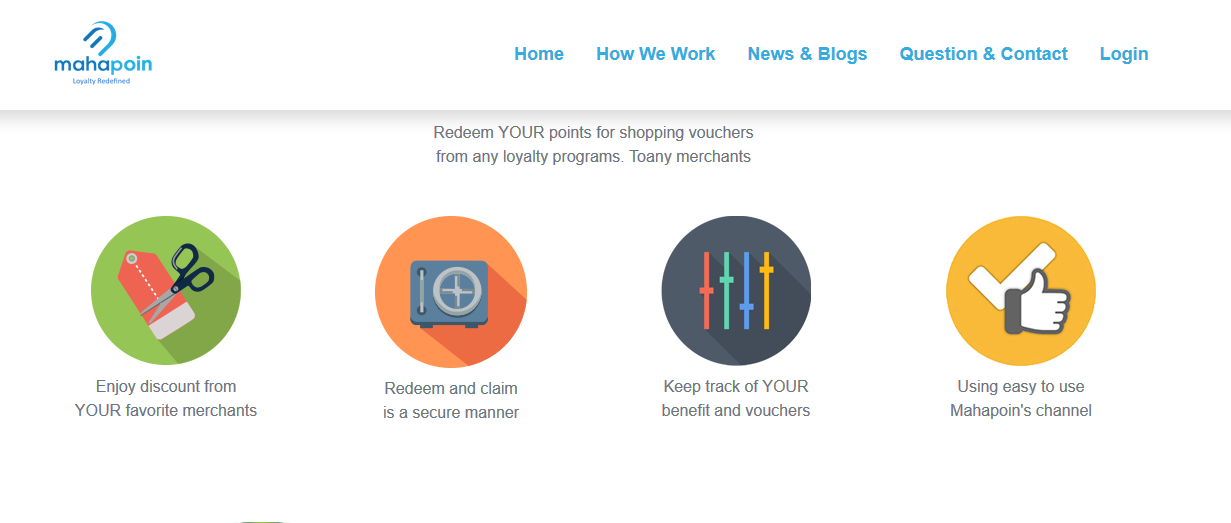 mahapoin
Loyalty Redefined
Home How We Work News & Blogs Question & Contact Login
Redeem YOUR points for shopping vouchers
from any loyalty programs. Toany merchants
Enjoy discount from
YOUR favorite merchants
Redeem and claim
is a secure manner
Keep track of YOUR
benefit and vouchers
Using easy to use
Mahapoin's channel